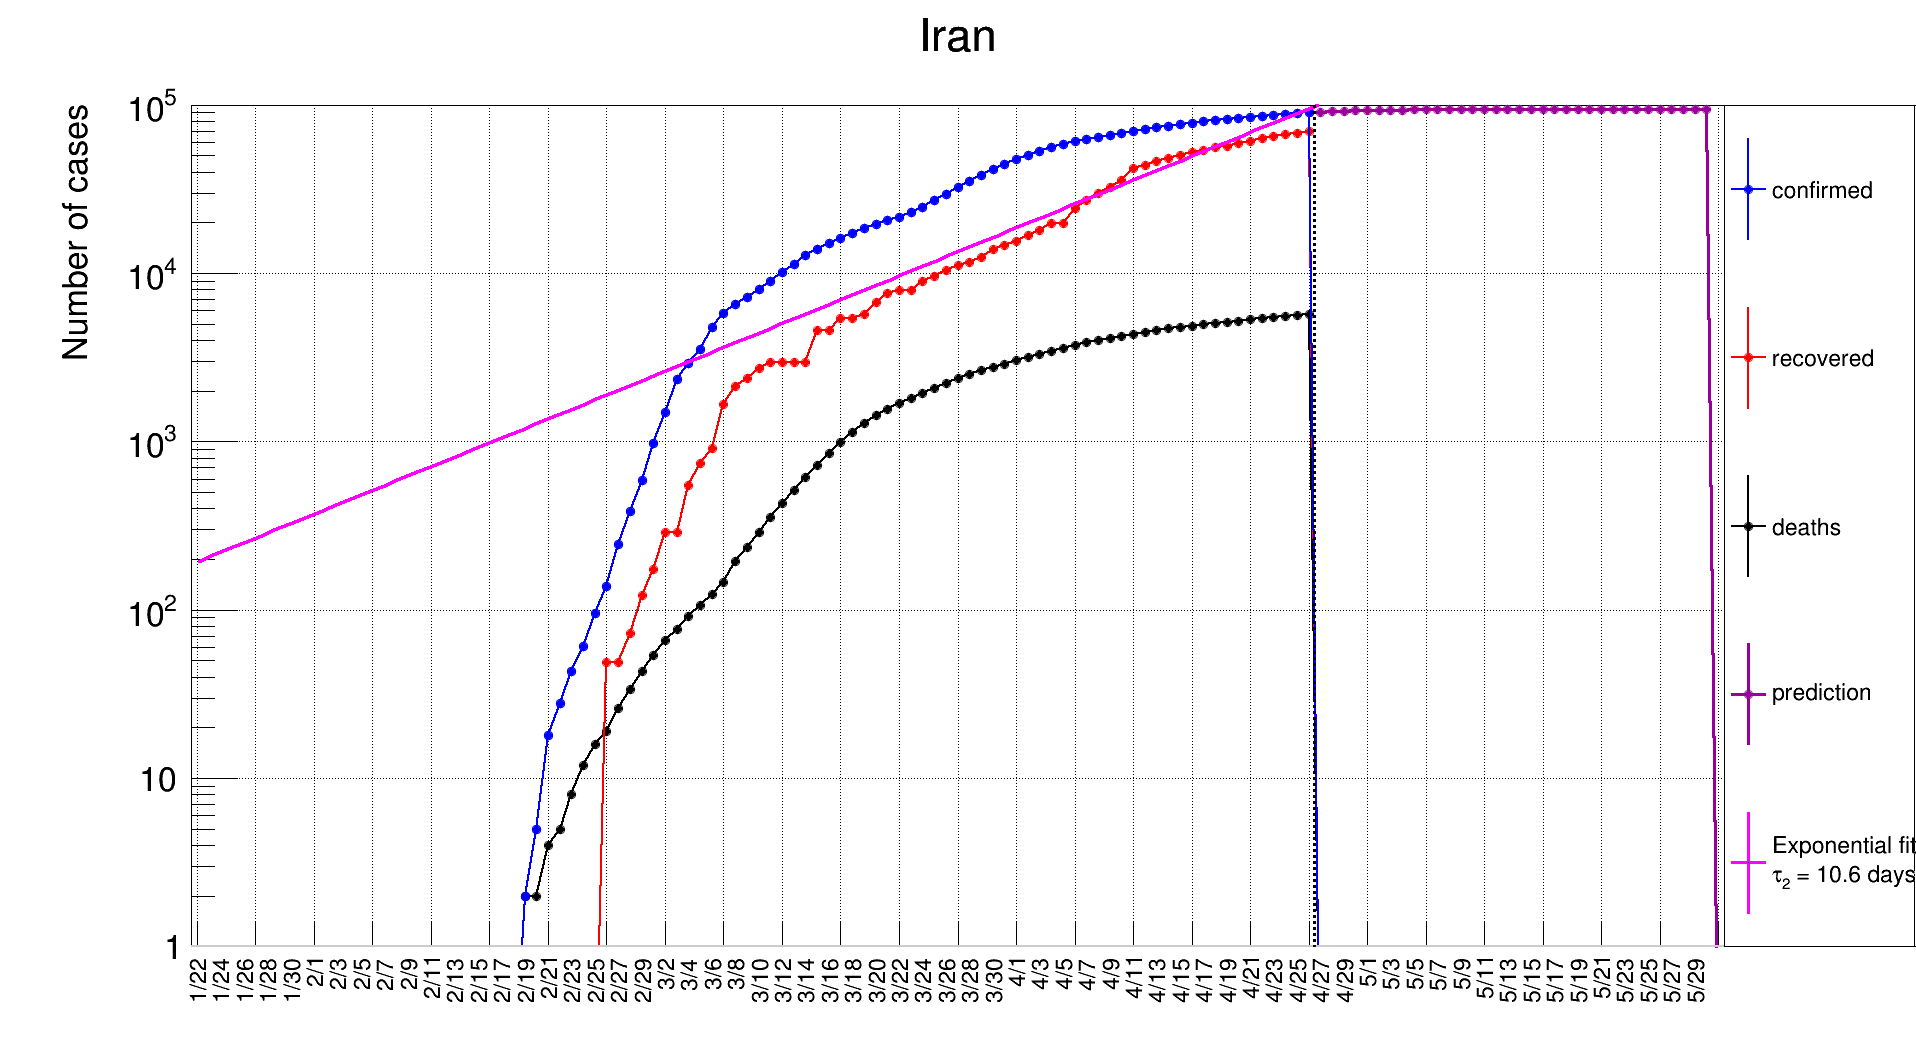 Iran
Number of cases
10^5
10^4
10^3
10^2
10
1
1/22 1/24 1/26 1/28 1/30 2/1 2/3 2/5 2/7 2/9 2/11 2/13 2/15 2/17 2/19 2/21 2/23 2/25 2/27 2/29 3/2 3/4 3/6 3/8 3/10 3/12 3/14 3/16 3/18 3/20 3/22 3/24 3/26 3/28 3/30 4/1 4/3 4/5 4/7 4/9 4/11 4/13 4/15 4/17 4/19 4/21 4/23 4/25 4/27 4/29 5/1 5/3 5/5 5/7 5/9 5/11 5/13 5/15 5/17 5/19 5/21 5/23 5/25 5/27 5/29
confirmed
recovered
deaths
prediction
Exponential fit
τ₂ = 10.6 days